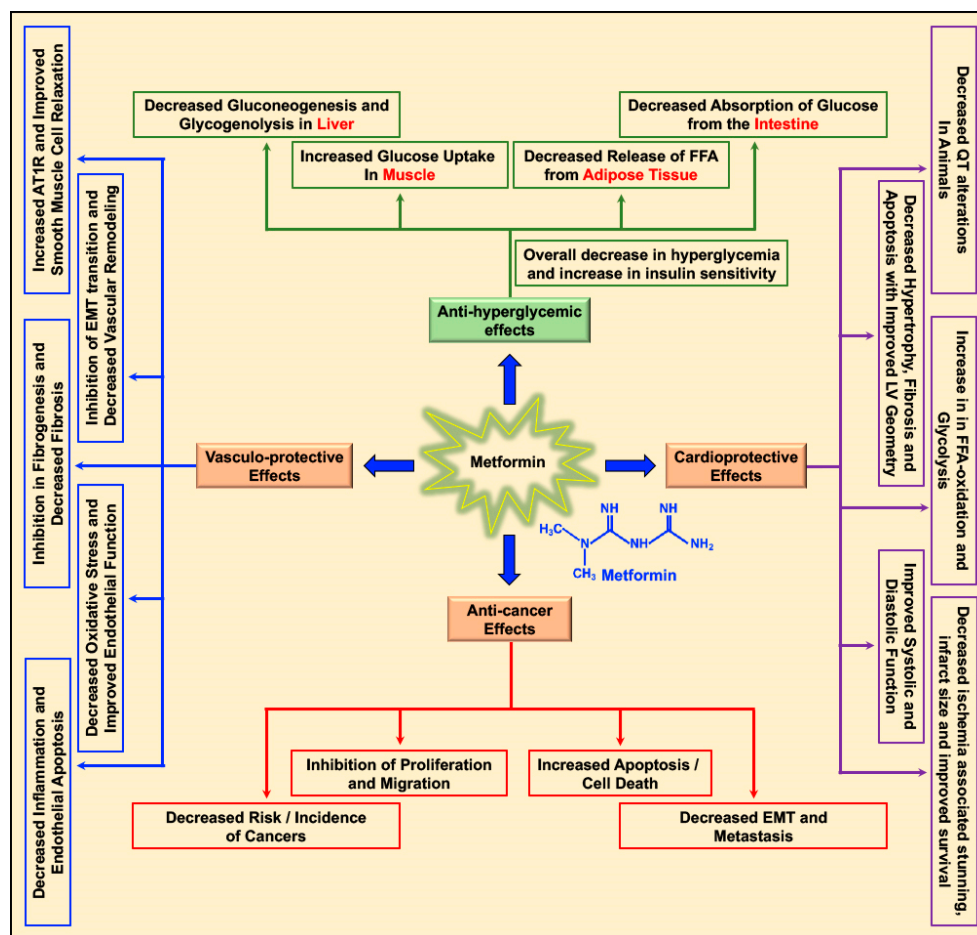 Decreased Gluconeogenesis and
Glycogenolysis in Liver
Increased Glucose Uptake
In Muscle
Decreased Release of FFA
from Adipose Tissue
Decreased Absorption of Glucose
from the Intestine
Overall decrease in hyperglycemia
and increase in insulin sensitivity
Anti-hyperglycemic
effects
Increased AT1R and Improved
Smooth Muscle Cell Relaxation
Inhibition of EMT transition and
Decreased Vascular Remodeling
Inhibition in Fibrogenesis and
Decreased Fibrosis
Decreased Oxidative Stress and
Improved Endothelial Function
Decreased Inflammation and
Endothelial Apoptosis
Vasculo-protective
Effects
Metformin
Cardioprotective
Effects
NH
NH
H3C
N
NH
NH2
CH3
Metformin
Decreased QT alterations
In Animals
Decreased Hypertrophy, Fibrosis and
Apoptosis with Improved LV Geometry
Increase in in FFA-oxidation and
Glycolysis
Improved Systolic and
Diastolic Function
Decreased ischemia associated stunning,
infarct size and improved survival
Anti-cancer
Effects
Inhibition of Proliferation
and Migration
Increased Apoptosis /
Cell Death
Decreased Risk / Incidence
of Cancers
Decreased EMT and
Metastasis